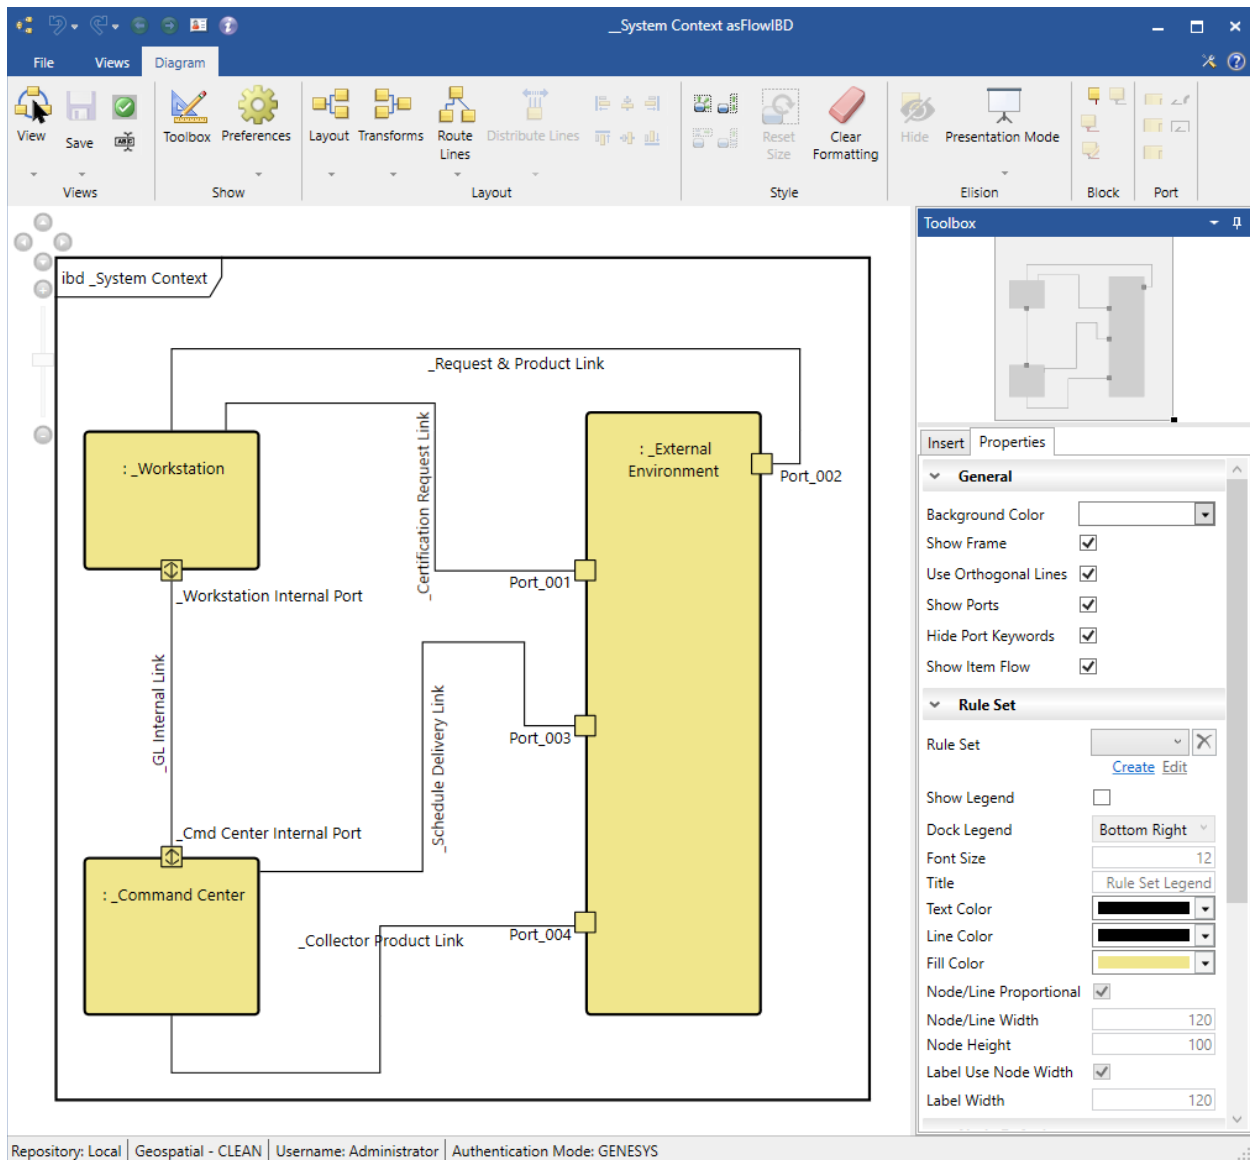 __System Context asFlowIBD
File Views Diagram
View Save Toolbox Preferences Layout Transforms Route Lines Distribute Lines Reset Size Clear Formatting Hide Presentation Mode
Views Show Layout Style Elision Block Port
Toolbox
ibd _System Context
_Request & Product Link
_Certification Request Link
: _Workstation
: _External
Environment
Port_002
Port_001
_Workstation Internal Port
_GL Internal Link
_Schedule Delivery Link
Port_003
_Cmd Center Internal Port
: _Command Center
_Collector Product Link
Port_004
Insert Properties
General
Background Color
Show Frame
Use Orthogonal Lines
Show Ports
Hide Port Keywords
Show Item Flow
Rule Set
Rule Set
Create Edit
Show Legend
Dock Legend Bottom Right
Font Size 12
Title Rule Set Legend
Text Color
Line Color
Fill Color
Node/Line Proportional
Node/Line Width 120
Node Height 100
Label Use Node Width
Label Width 120
Repository: Local Geospatial - CLEAN Username: Administrator Authentication Mode: GENESYS